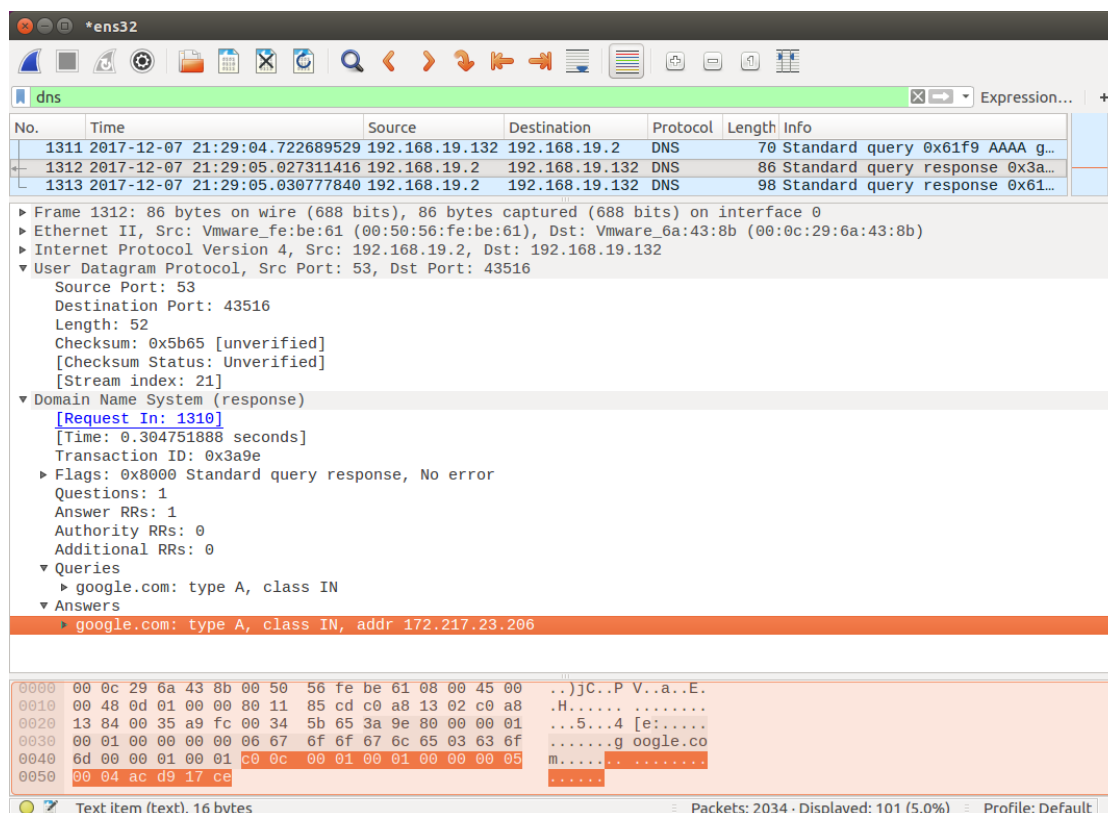 *ens32
dns Expression... +
No. Time Source Destination Protocol Length Info
1311 2017-12-07 21:29:04.722689529 192.168.19.132 192.168.19.2 DNS 70 Standard query 0x61f9 AAAA g…
1312 2017-12-07 21:29:05.027311416 192.168.19.2 192.168.19.132 DNS 86 Standard query response 0x3a…
1313 2017-12-07 21:29:05.030777840 192.168.19.2 192.168.19.132 DNS 98 Standard query response 0x61…
Frame 1312: 86 bytes on wire (688 bits), 86 bytes captured (688 bits) on interface 0
Ethernet II, Src: Vmware_fe:be:61 (00:50:56:fe:be:61), Dst: Vmware_6a:43:8b (00:0c:29:6a:43:8b)
Internet Protocol Version 4, Src: 192.168.19.2, Dst: 192.168.19.132
User Datagram Protocol, Src Port: 53, Dst Port: 43516
Source Port: 53
Destination Port: 43516
Length: 52
Checksum: 0x5b65 [unverified]
[Checksum Status: Unverified]
[Stream index: 21]
Domain Name System (response)
[Request In: 1310]
[Time: 0.304751888 seconds]
Transaction ID: 0x3a9e
Flags: 0x8000 Standard query response, No error
Questions: 1
Answer RRs: 1
Authority RRs: 0
Additional RRs: 0
Queries
google.com: type A, class IN
Answers
google.com: type A, class IN, addr 172.217.23.206
0000 00 0c 29 6a 43 8b 00 50 56 fe be 61 08 00 45 00 ..)jC..P V..a..E.
0010 00 48 0d 01 00 00 80 11 85 cd c0 a8 13 02 c0 a8 .H...... ........
0020 13 84 00 35 a9 fc 00 34 5b 65 3a 9e 80 00 00 01 ...5...4 [e:.....
0030 00 01 00 00 00 00 06 67 6f 6f 67 6c 65 03 63 6f .......g oogle.co
0040 6d 00 00 01 00 01 c0 0c 00 01 00 01 00 00 00 05 m....... ........
0050 00 04 ac d9 17 ce ......
Text item (text), 16 bytes Packets: 2034 · Displayed: 101 (5.0%) Profile: Default